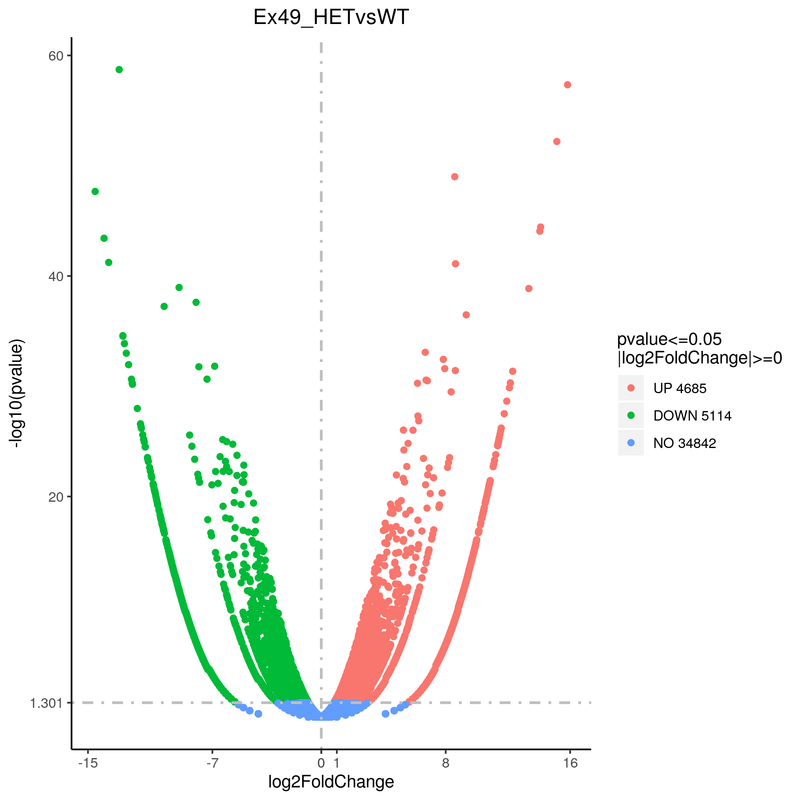 Ex49_HETvsWT
60
40
20
1.301
-log10(pvalue)
-15
-7
0
1
8
16
log2FoldChange
pvalue<=0.05
|log2FoldChange|>=0
UP 4685
DOWN 5114
NO 34842